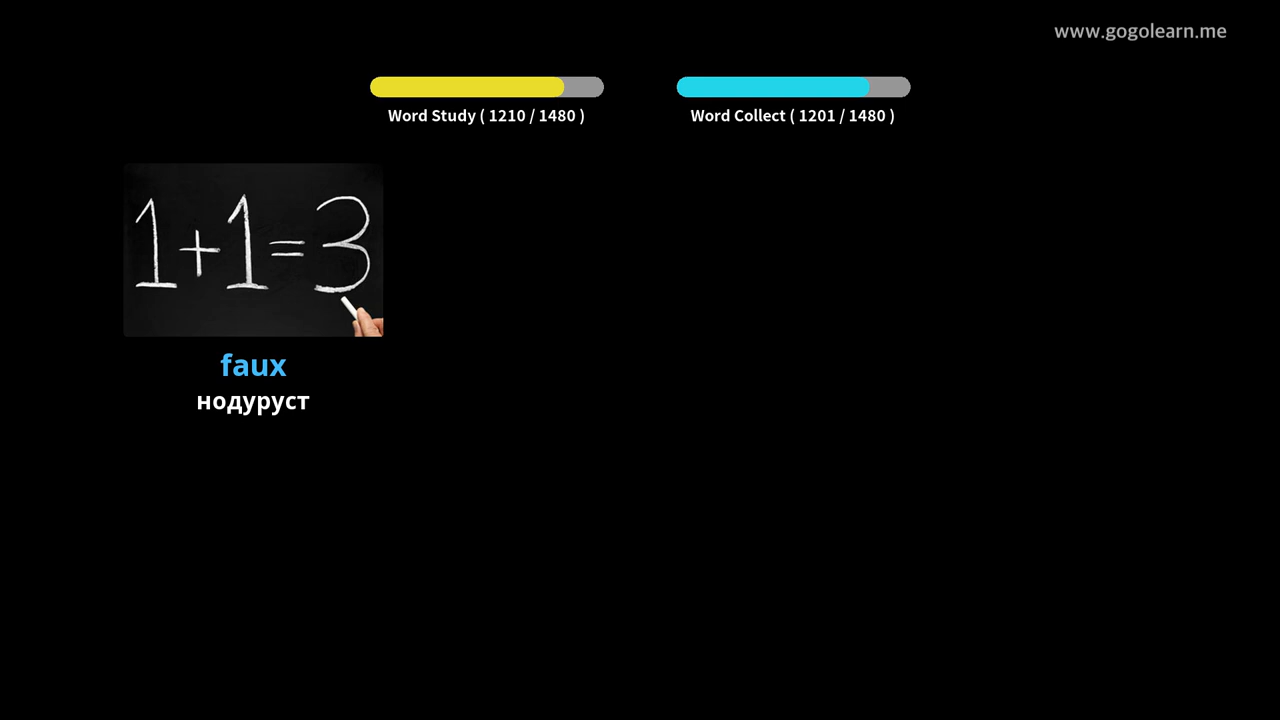 www.gogolearn.me
Word Study ( 1210 / 1480 )
Word Collect ( 1201 / 1480 )
1+1=3
faux
нодуруст